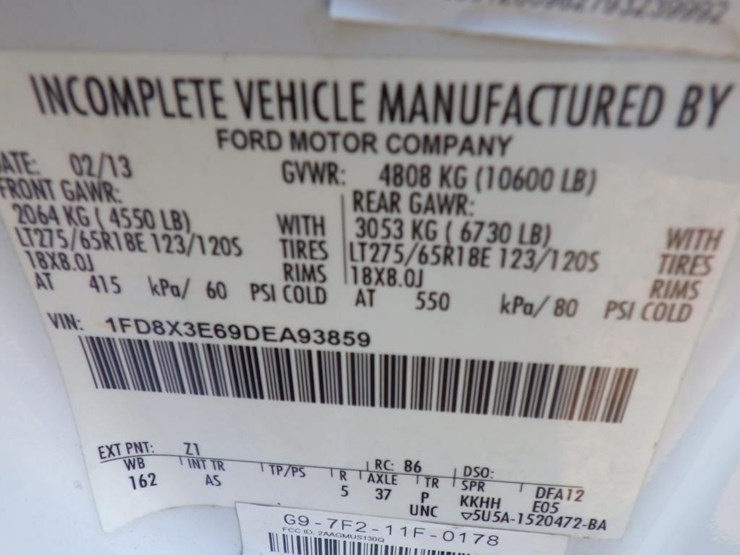 INCOMPLETE VEHICLE MANUFACTURED BY
FORD MOTOR COMPANY
ATE: 02/13 GVWR: 4808 KG (10600 LB)
FRONT GAWR: REAR GAWR:
2064 KG ( 4550 LB) WITH 3053 KG ( 6730 LB) WITH
LT275/65R18E 123/120S TIRES LT275/65R18E 123/120S TIRES
18X8.0J RIMS 18X8.0J RIMS
AT 415 kPa/ 60 PSI COLD AT 550 kPa/ 80 PSI COLD
VIN: 1FD8X3E69DEA93859
EXT PNT: Z1 RC: 86 DSO:
WB INT TR TP/PS R AXLE TR SPR DFA12
162 AS 5 37 P KKHH E05
UNC ▽5U5A-1520472-BA
G9-7F2-11F-0178
FCC ID: 2AAGMUS130G